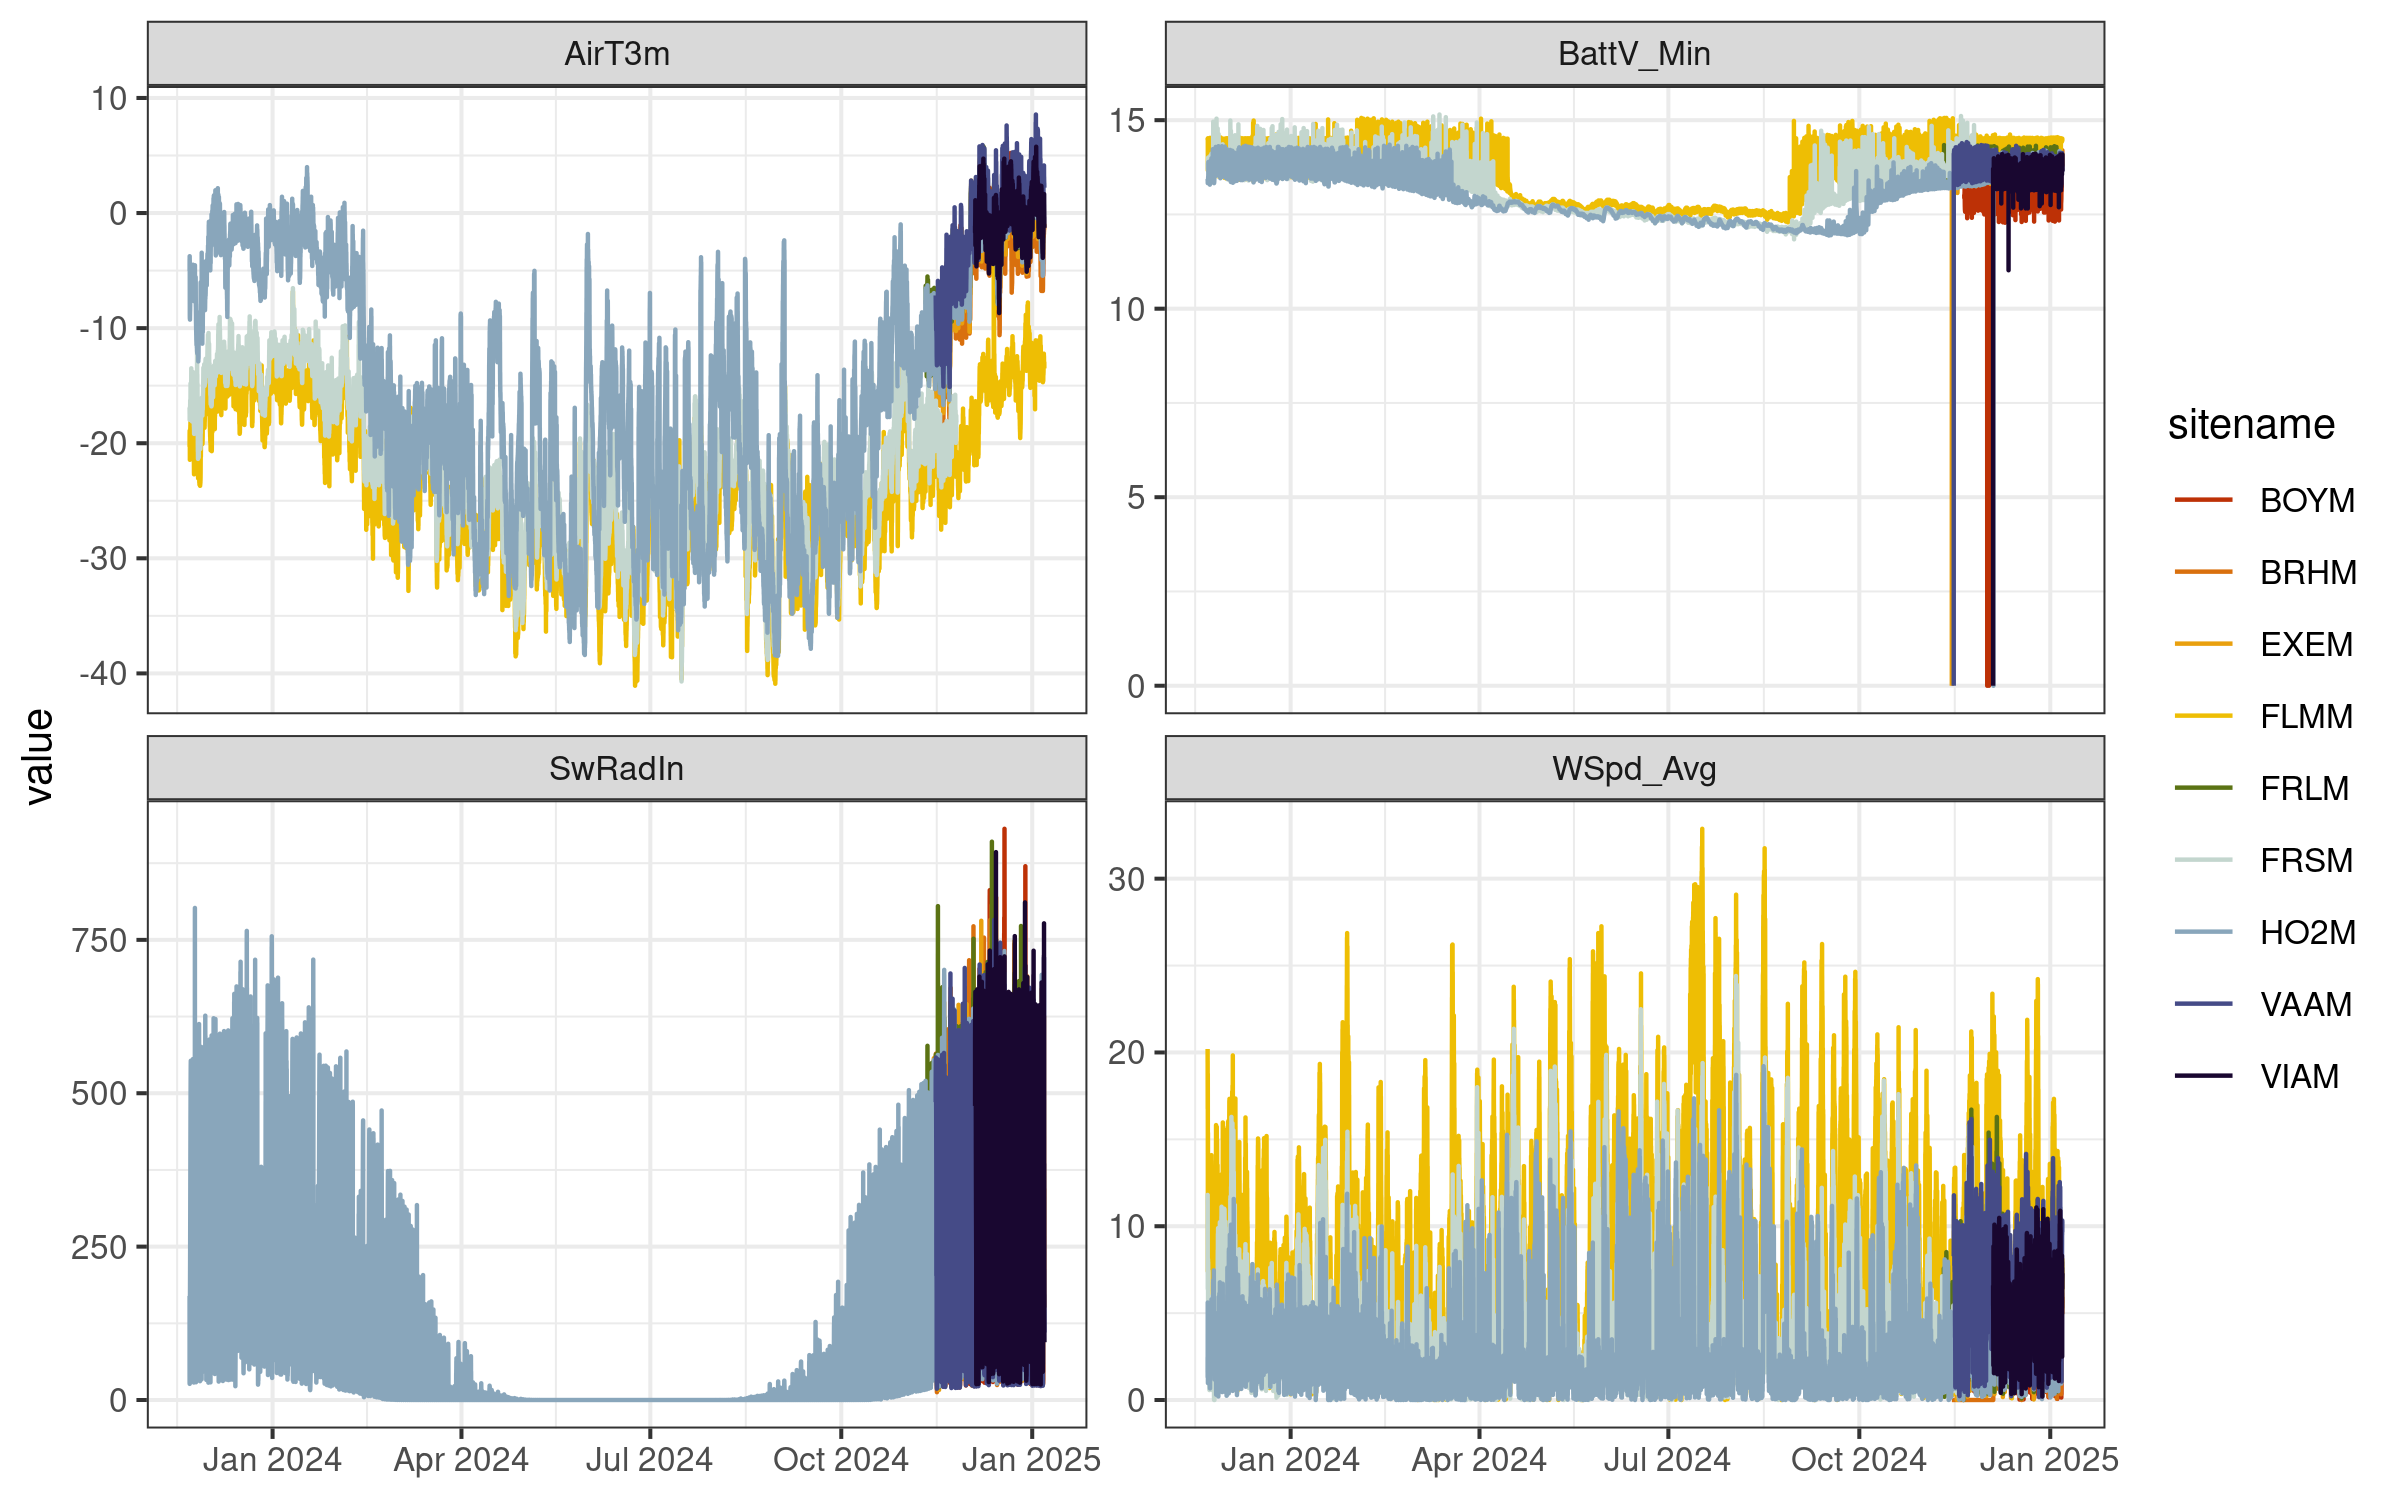 AirT3m
BattV_Min
10
0
-10
-20
-30
-40
15
10
5
0
value
SwRadIn
WSpd_Avg
750
500
250
0
30
20
10
0
Jan 2024 Apr 2024 Jul 2024 Oct 2024 Jan 2025
Jan 2024 Apr 2024 Jul 2024 Oct 2024 Jan 2025
sitename
BOYM
BRHM
EXEM
FLMM
FRLM
FRSM
HO2M
VAAM
VIAM